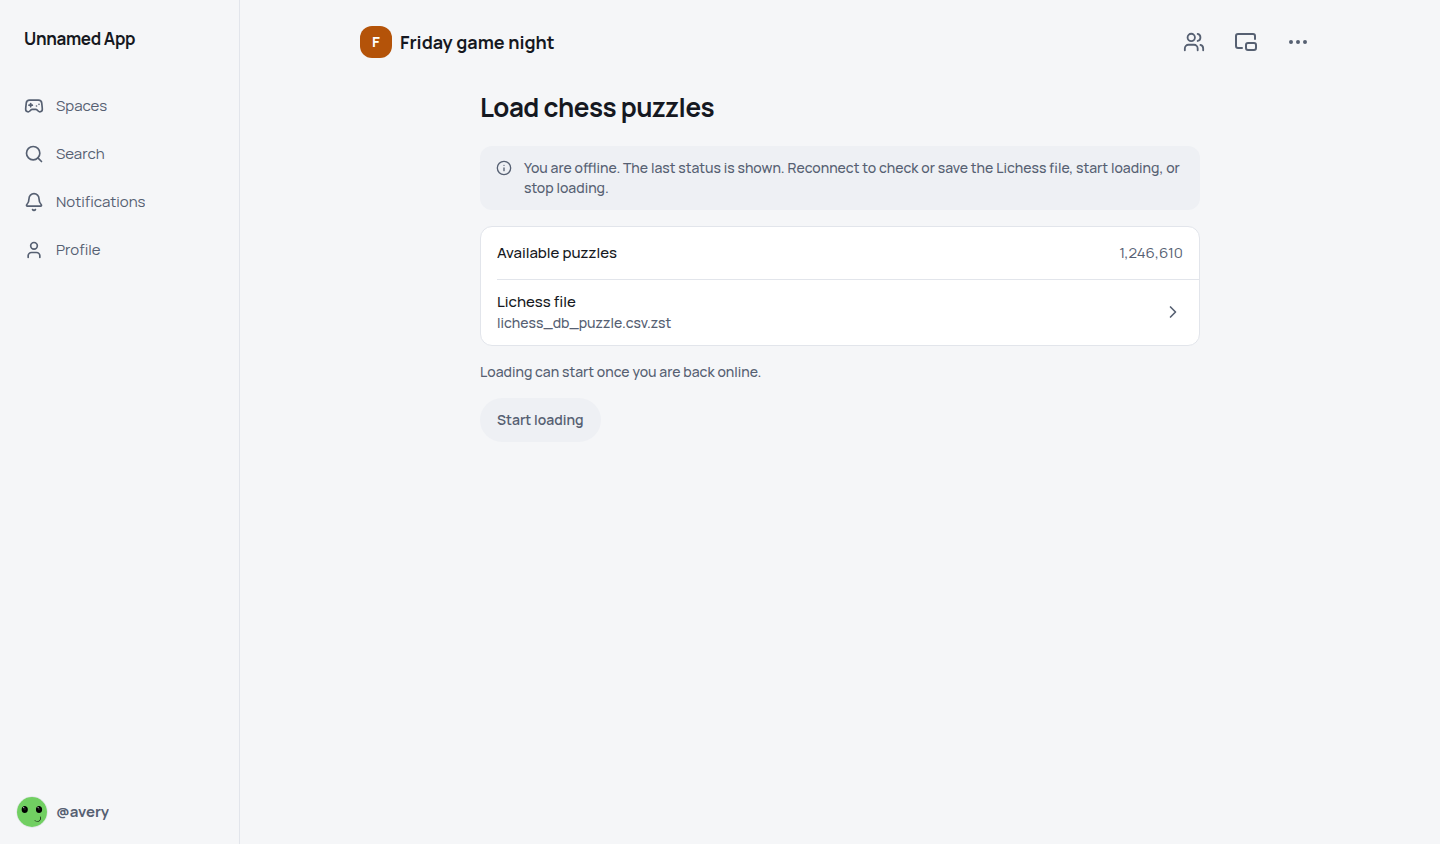 Unnamed App
Spaces
Search
Notifications
Profile
@avery
F
Friday game night
Load chess puzzles
You are offline. The last status is shown. Reconnect to check or save the Lichess file, start loading, or
stop loading.
Available puzzles
1,246,610
Lichess file
lichess_db_puzzle.csv.zst
Loading can start once you are back online.
Start loading